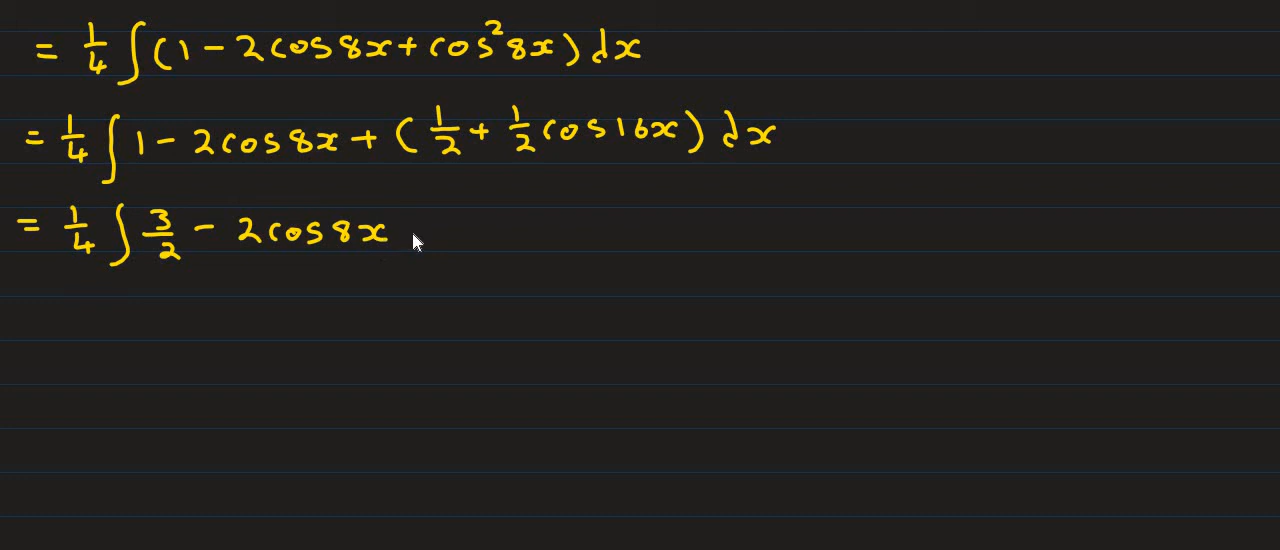 = 1/4 ∫ (1 - 2cos8x + cos²8x) dx
= 1/4 ∫ 1 - 2cos8x + (1/2 + 1/2 cos16x) dx
= 1/4 ∫ 3/2 - 2cos8x